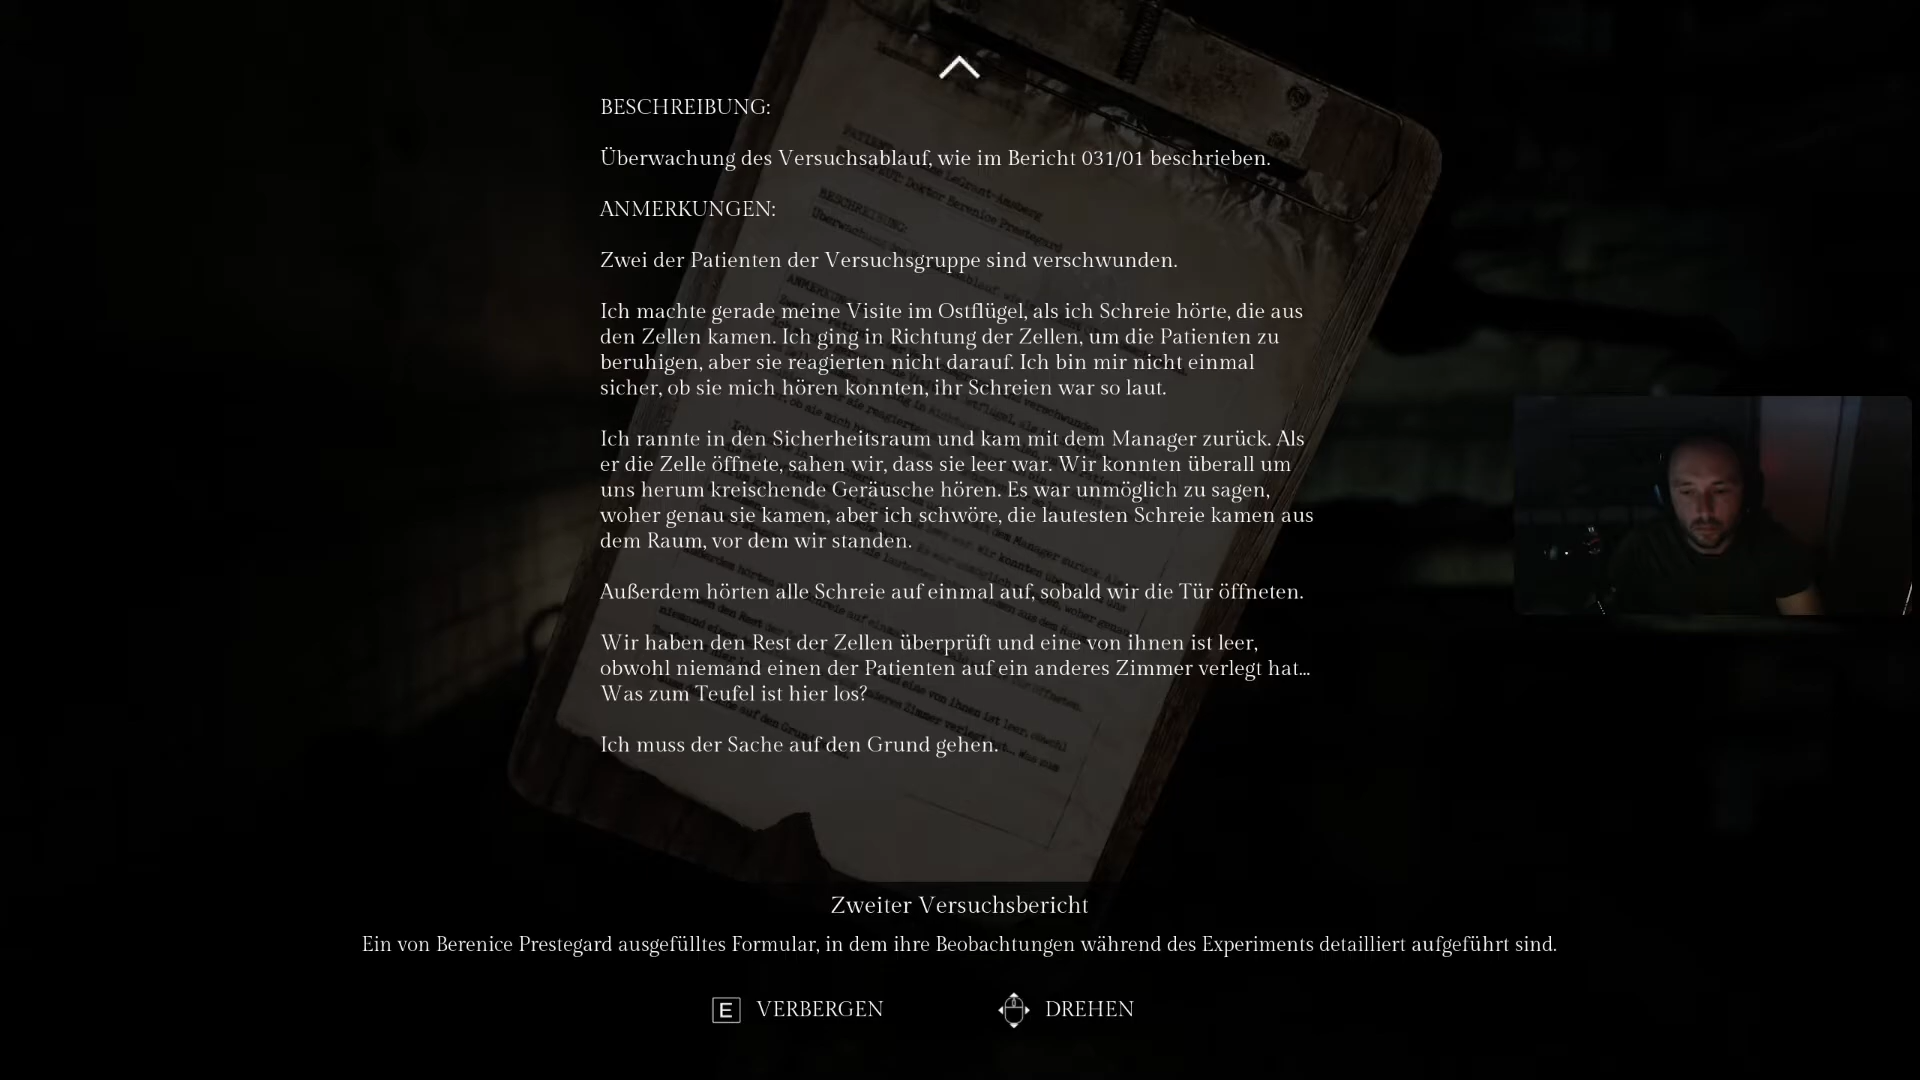 BESCHREIBUNG:
Überwachung des Versuchsablauf, wie im Bericht 031/01 beschrieben.
ANMERKUNGEN:
Zwei der Patienten der Versuchsgruppe sind verschwunden.
Ich machte gerade meine Visite im Ostflügel, als ich Schreie hörte, die aus
den Zellen kamen. Ich ging in Richtung der Zellen, um die Patienten zu
beruhigen, aber sie reagierten nicht darauf. Ich bin mir nicht einmal
sicher, ob sie mich hören konnten, ihr Schreien war so laut.
Ich rannte in den Sicherheitsraum und kam mit dem Manager zurück. Als
er die Zelle öffnete, sahen wir, dass sie leer war. Wir konnten überall um
uns herum kreischende Geräusche hören. Es war unmöglich zu sagen,
woher genau sie kamen, aber ich schwöre, die lautesten Schreie kamen aus
dem Raum, vor dem wir standen.
Außerdem hörten alle Schreie auf einmal auf, sobald wir die Tür öffneten.
Wir haben den Rest der Zellen überprüft und eine von ihnen ist leer,
obwohl niemand einen der Patienten auf ein anderes Zimmer verlegt hat...
Was zum Teufel ist hier los?
Ich muss der Sache auf den Grund gehen.
Zweiter Versuchsbericht
Ein von Berenice Prestegard ausgefülltes Formular, in dem ihre Beobachtungen während des Experiments detailliert aufgeführt sind.
E VERBERGEN
DREHEN